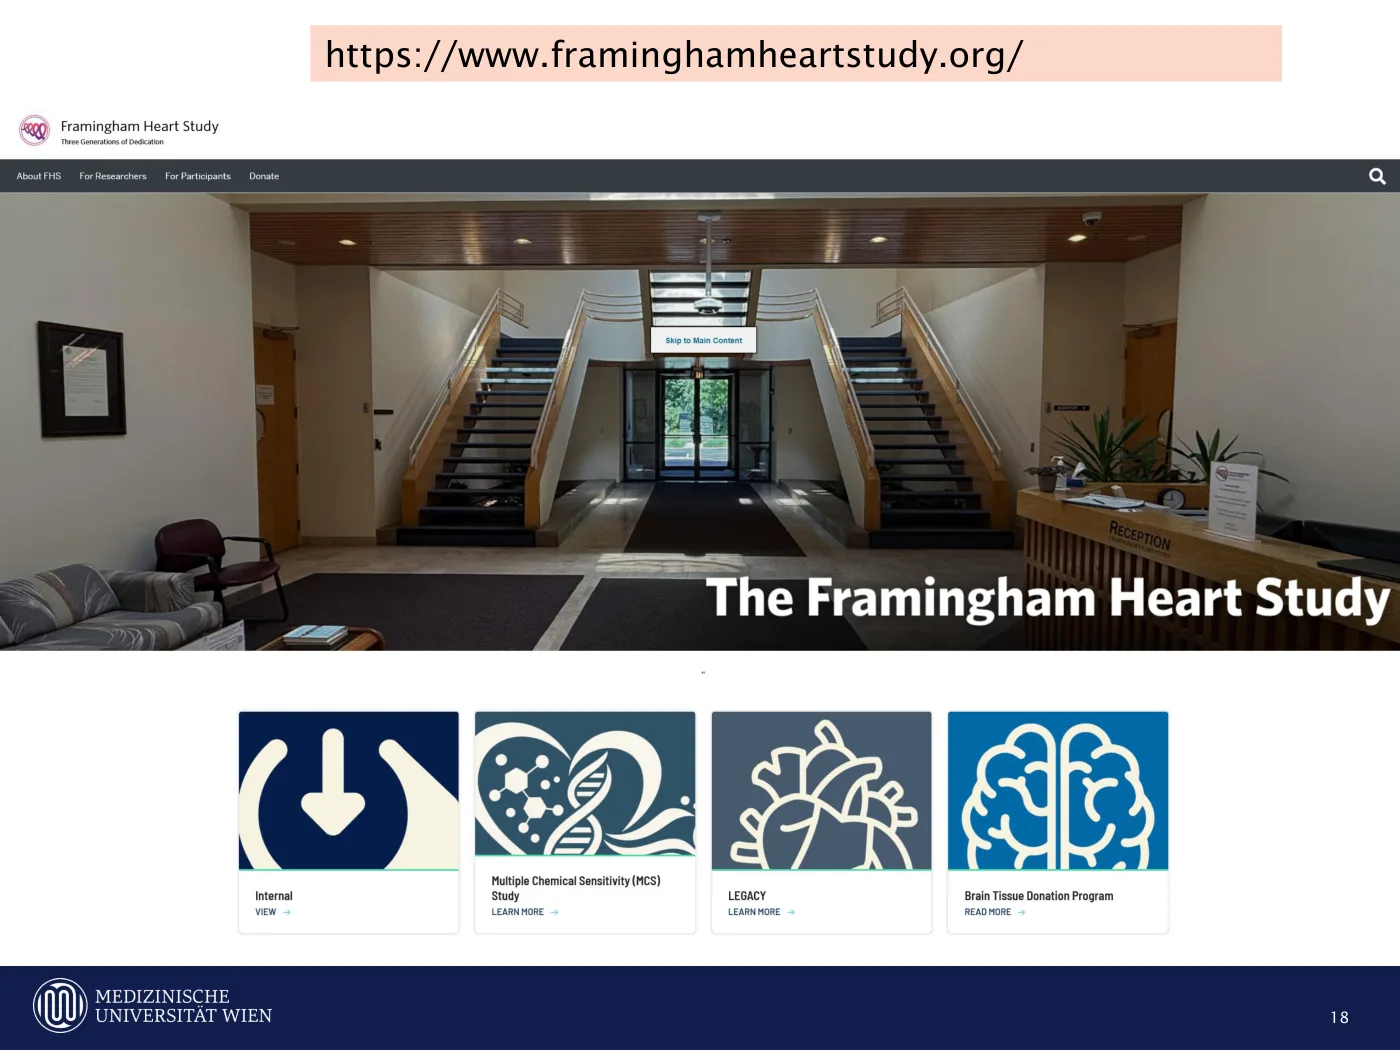 https://www.framinghamheartstudy.org/
Framingham Heart Study
Three Generations of Dedication
About FHS For Researchers For Participants Donate
Skip to Main Content
RECEPTION
The Framingham Heart Study
"
Internal
VIEW →
Multiple Chemical Sensitivity (MCS)
Study
LEARN MORE →
LEGACY
LEARN MORE →
Brain Tissue Donation Program
READ MORE →
MEDIZINISCHE
UNIVERSITÄT WIEN
18